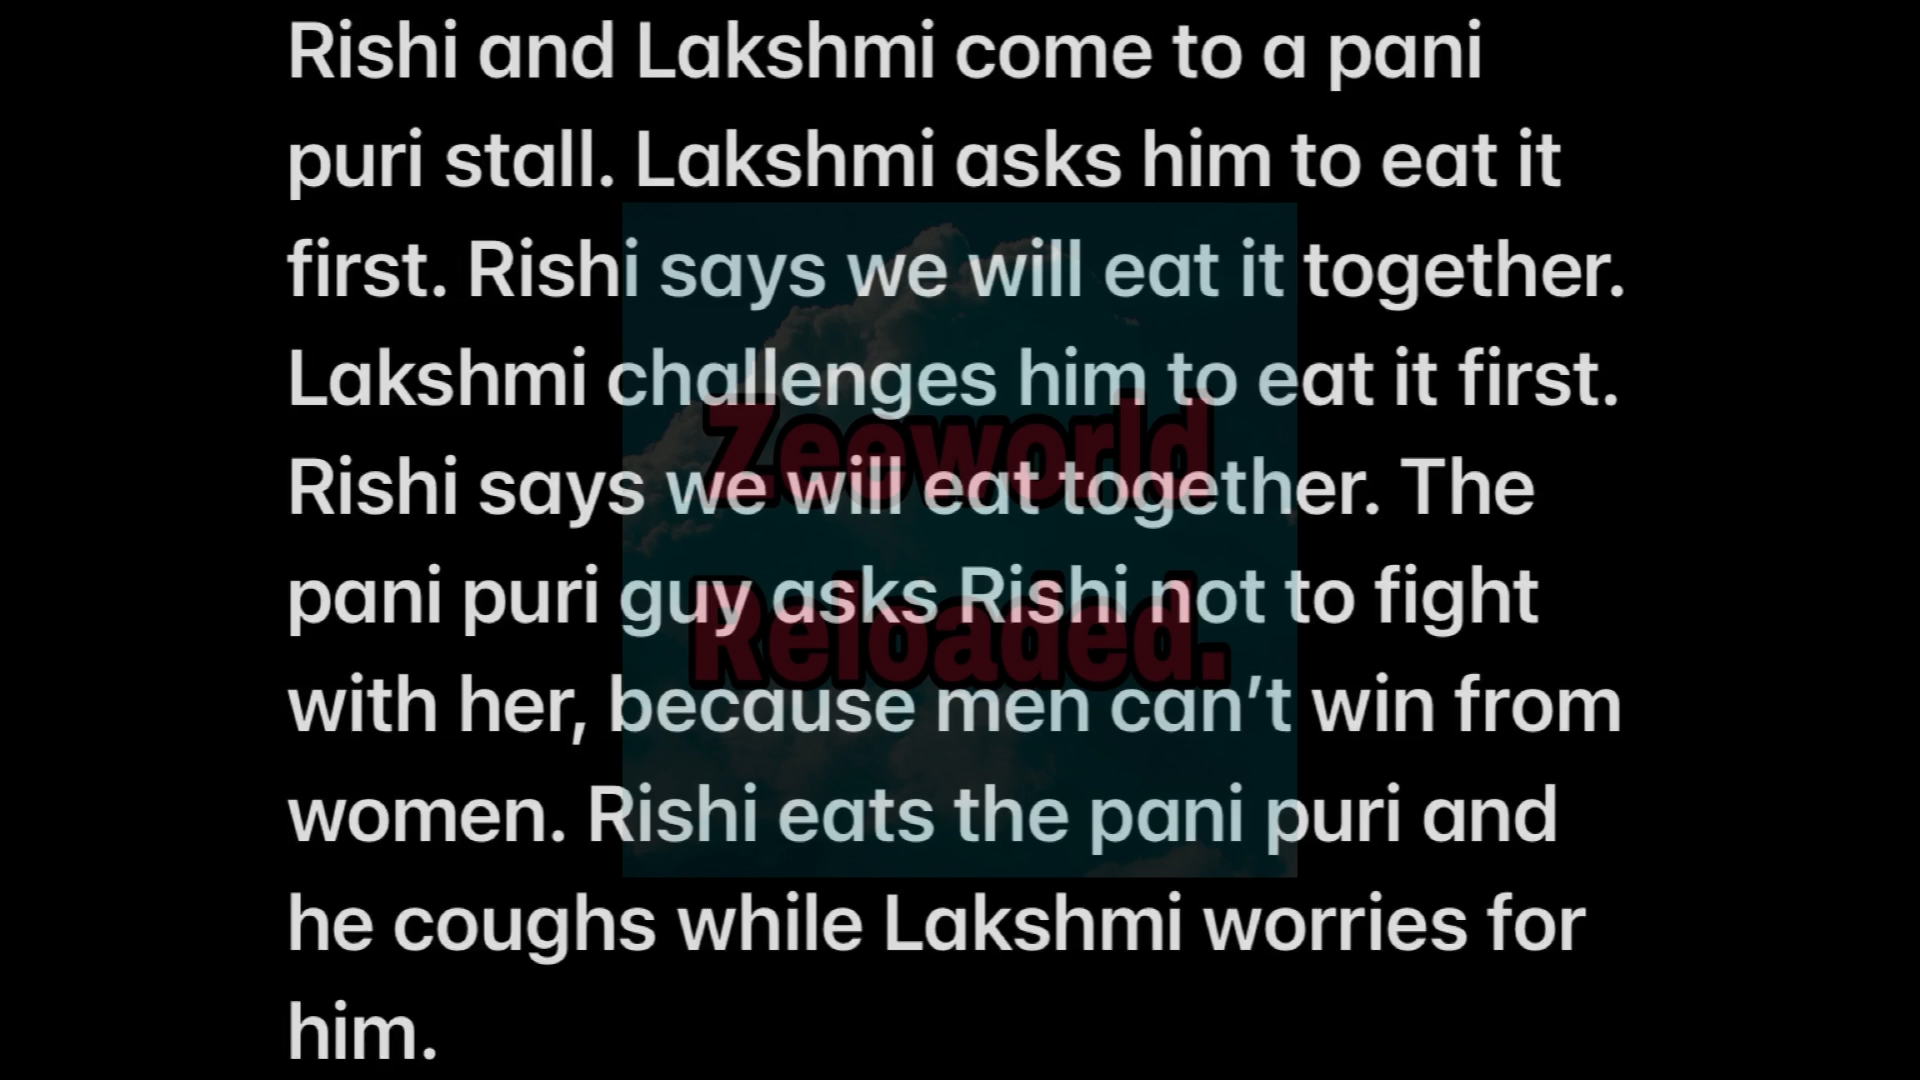 Rishi and Lakshmi come to a pani
puri stall. Lakshmi asks him to eat it
first. Rishi says we will eat it together.
Lakshmi challenges him to eat it first.
Rishi says we will eat together. The
pani puri guy asks Rishi not to fight
with her, because men can’t win from
women. Rishi eats the pani puri and
he coughs while Lakshmi worries for
him.
Zeeworld
Reloaded.